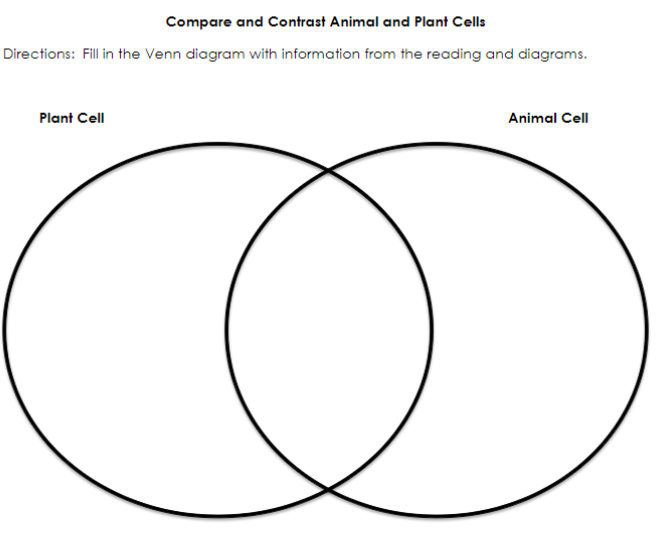 Compare and Contrast Animal and Plant Cells
Directions: Fill in the Venn diagram with information from the reading and diagrams.
Plant Cell
Animal Cell